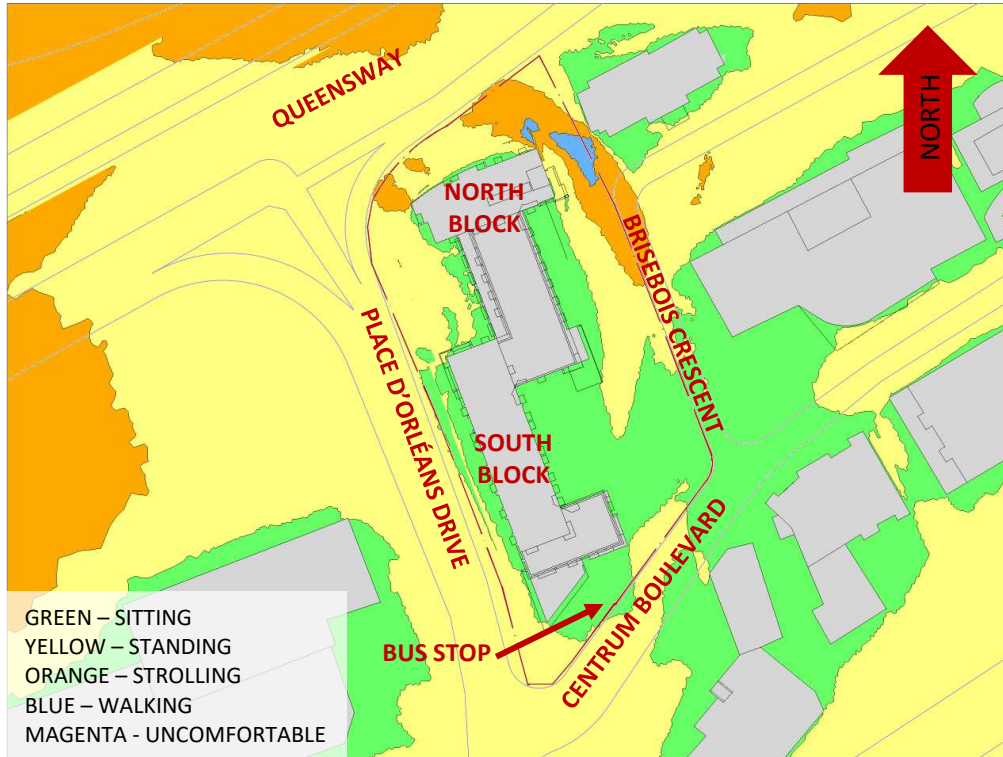 QUEENSWAY
NORTH
NORTH
BLOCK
BRISEBOIS CRESCENT
PLACE D'ORLÉANS DRIVE
SOUTH
BLOCK
CENTRUM BOULEVARD
BUS STOP
GREEN – SITTING
YELLOW – STANDING
ORANGE – STROLLING
BLUE – WALKING
MAGENTA - UNCOMFORTABLE